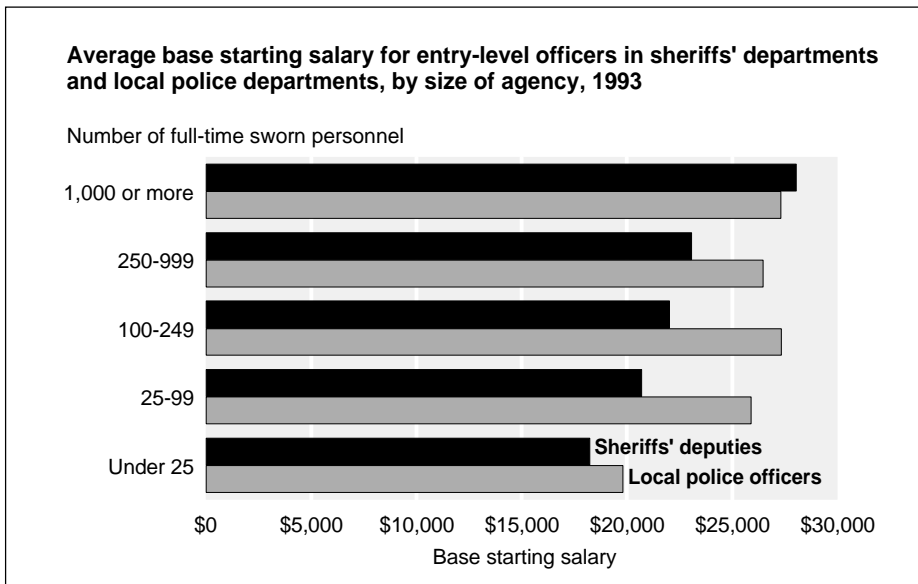 Average base starting salary for entry-level officers in sheriffs' departments
and local police departments, by size of agency, 1993
Number of full-time sworn personnel
1,000 or more
250-999
100-249
25-99
Under 25
Sheriffs' deputies
Local police officers
$0 $5,000 $10,000 $15,000 $20,000 $25,000 $30,000
Base starting salary